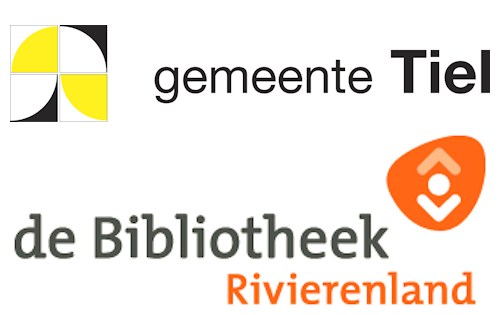 gemeente Tiel
de Bibliotheek
Rivierenland